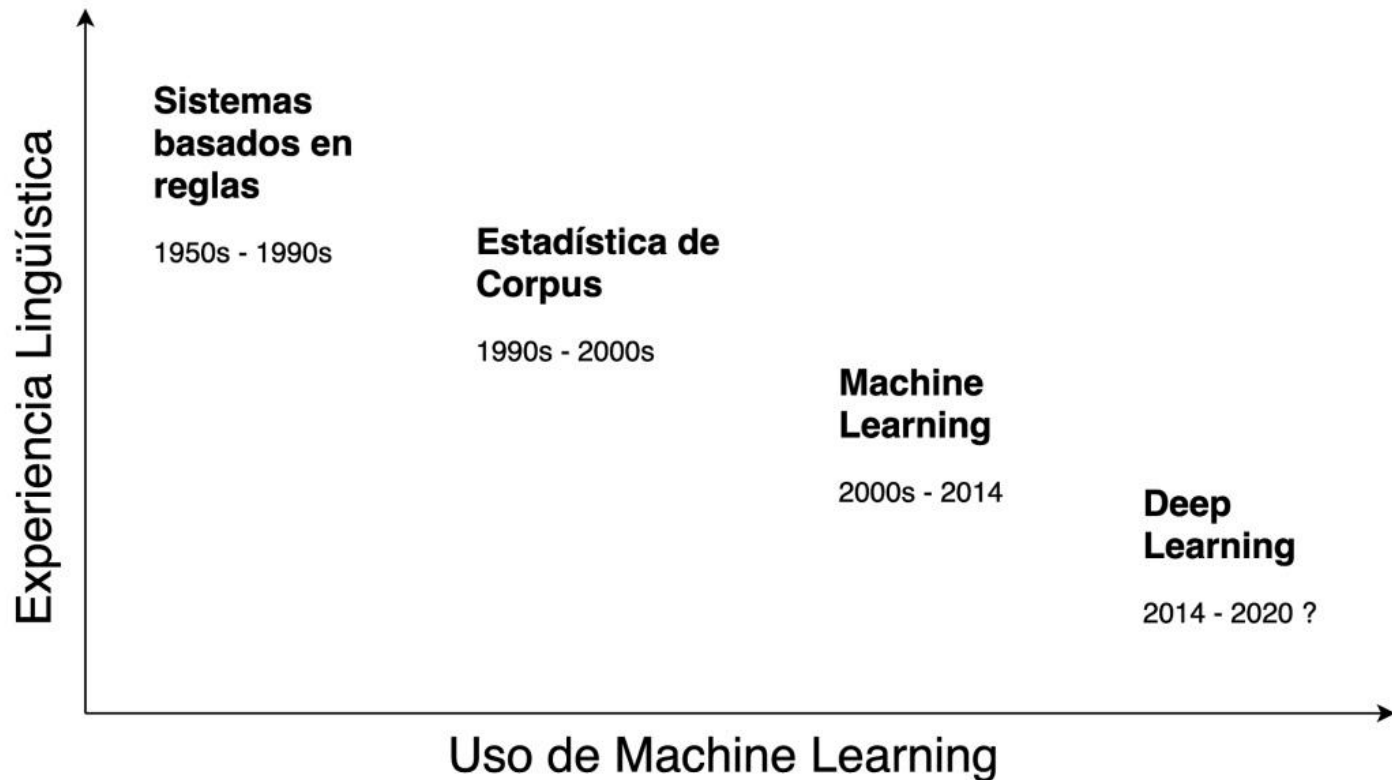 Experiencia Lingüística
Sistemas
basados en
reglas
1950s - 1990s
Estadística de
Corpus
1990s - 2000s
Machine
Learning
2000s - 2014
Deep
Learning
2014 - 2020 ?
Uso de Machine Learning